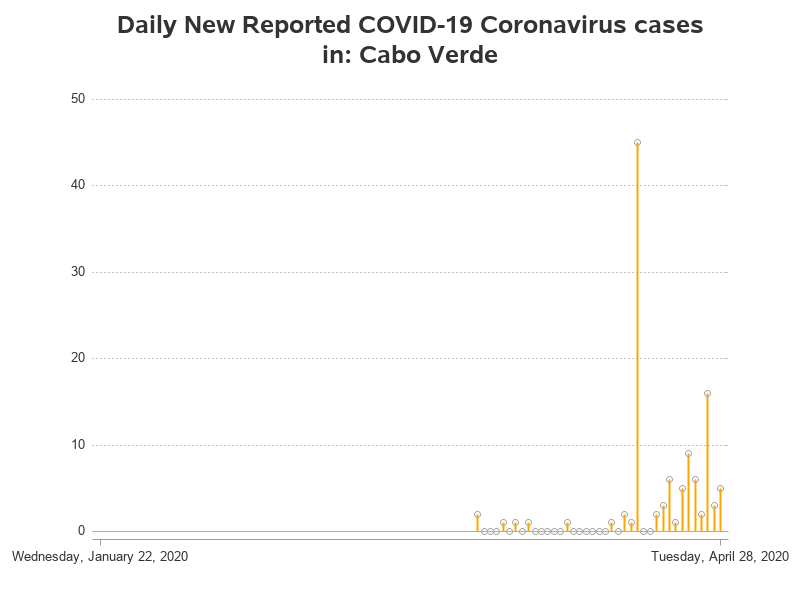 Daily New Reported COVID-19 Coronavirus cases
in: Cabo Verde
50
40
30
20
10
0
Wednesday, January 22, 2020
Tuesday, April 28, 2020